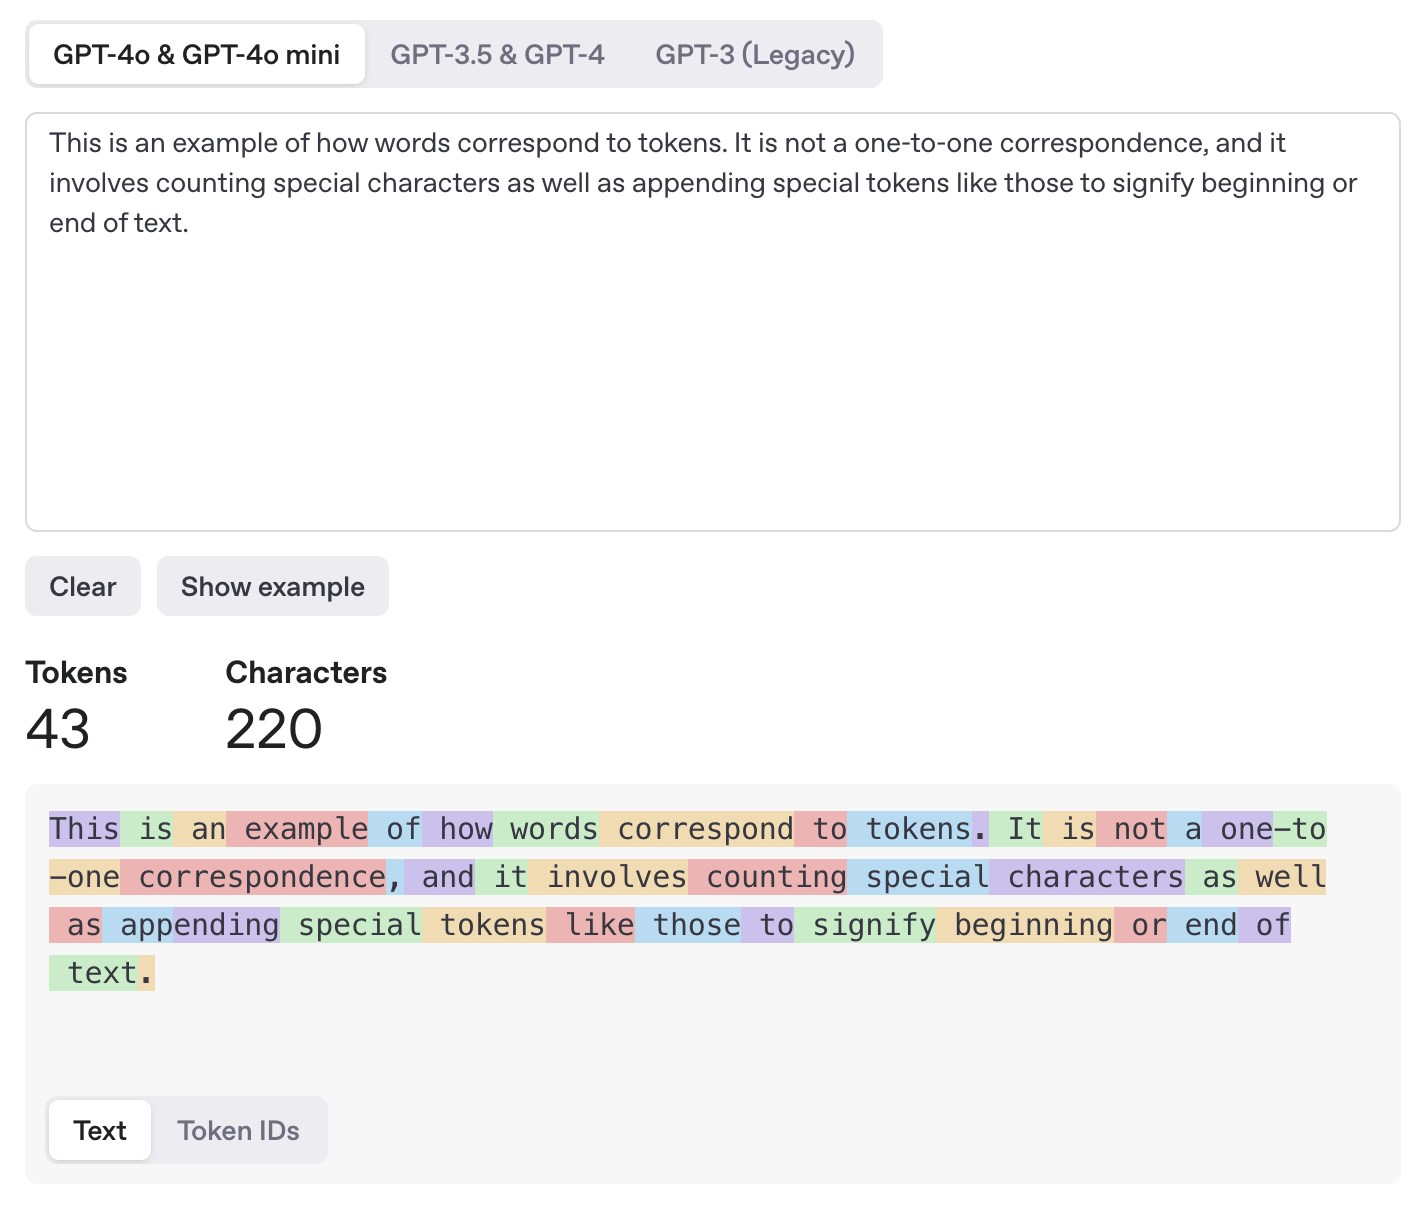 GPT-4o & GPT-4o mini GPT-3.5 & GPT-4 GPT-3 (Legacy)
This is an example of how words correspond to tokens. It is not a one-to-one correspondence, and it
involves counting special characters as well as appending special tokens like those to signify beginning or
end of text.
Clear Show example
Tokens Characters
43 220
This is an example of how words correspond to tokens. It is not a one-to
-one correspondence, and it involves counting special characters as well
as appending special tokens like those to signify beginning or end of
text.
Text Token IDs